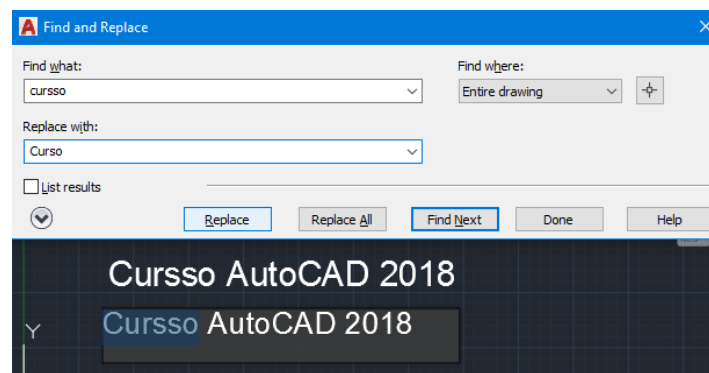 Find and Replace
Find what:
Find where:
cursso
Entire drawing
Replace with:
Curso
List results
Replace
Replace All
Find Next
Done
Help
Cursso AutoCAD 2018
Cursso AutoCAD 2018
Y